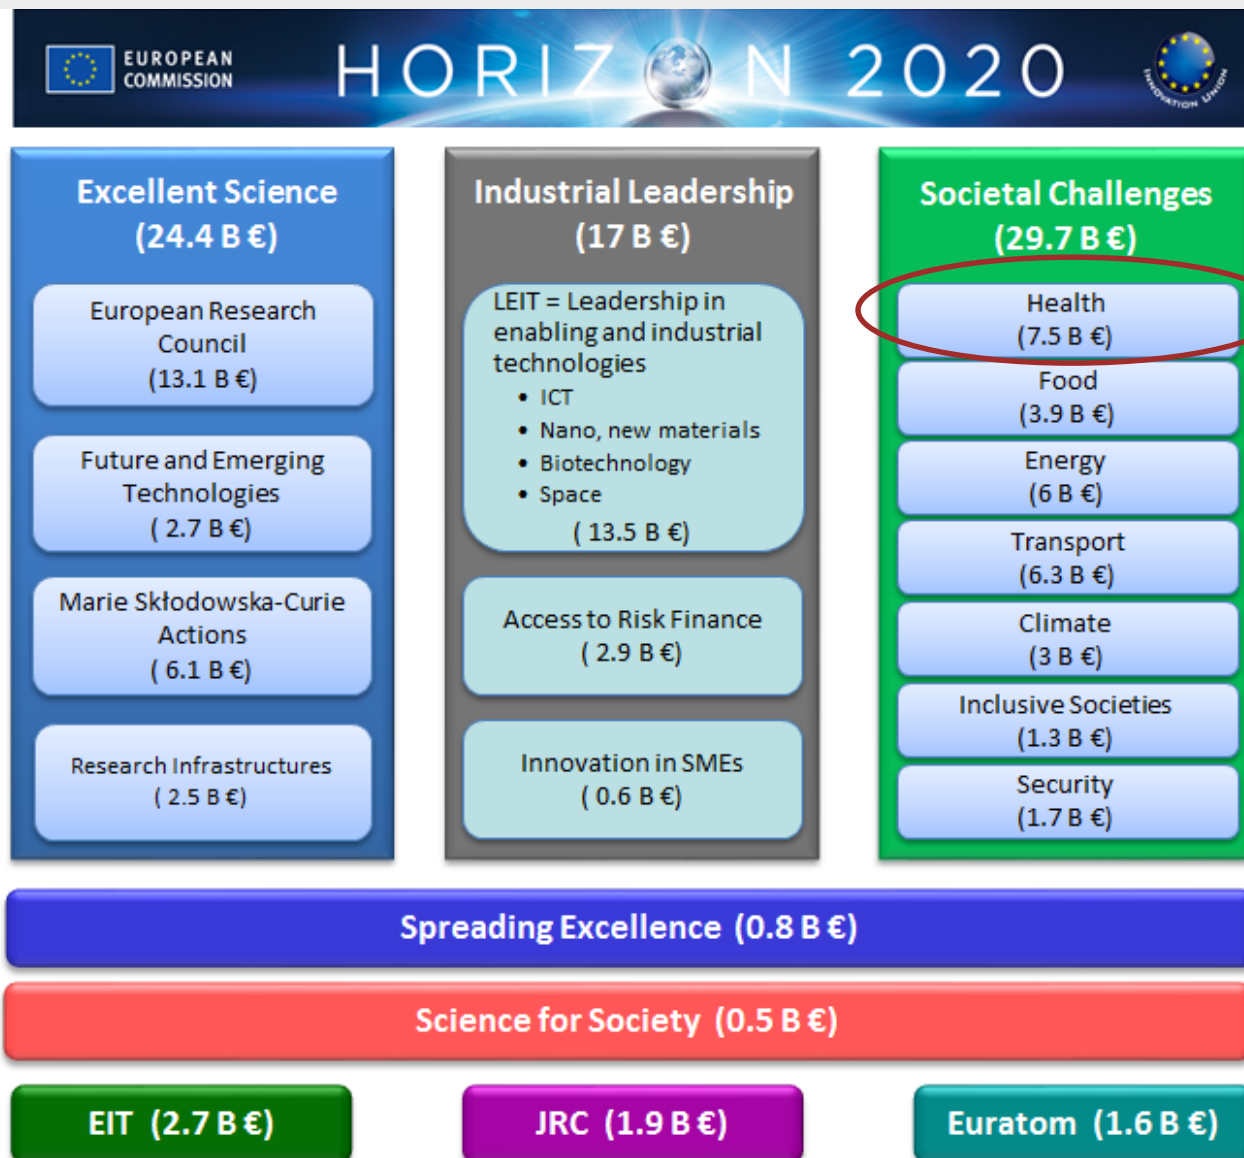 EUROPEAN
COMMISSION
HORIZON 2020
INNOVATION UNION
Excellent Science
(24.4 B €)
European Research
Council
(13.1 B €)
Future and Emerging
Technologies
( 2.7 B €)
Marie Skłodowska-Curie
Actions
( 6.1 B €)
Research Infrastructures
( 2.5 B €)
Industrial Leadership
(17 B €)
LEIT = Leadership in
enabling and industrial
technologies
• ICT
• Nano, new materials
• Biotechnology
• Space
( 13.5 B €)
Access to Risk Finance
( 2.9 B €)
Innovation in SMEs
( 0.6 B €)
Societal Challenges
(29.7 B €)
Health
(7.5 B €)
Food
(3.9 B €)
Energy
(6 B €)
Transport
(6.3 B €)
Climate
(3 B €)
Inclusive Societies
(1.3 B €)
Security
(1.7 B €)
Spreading Excellence (0.8 B €)
Science for Society (0.5 B €)
EIT (2.7 B €)
JRC (1.9 B €)
Euratom (1.6 B €)